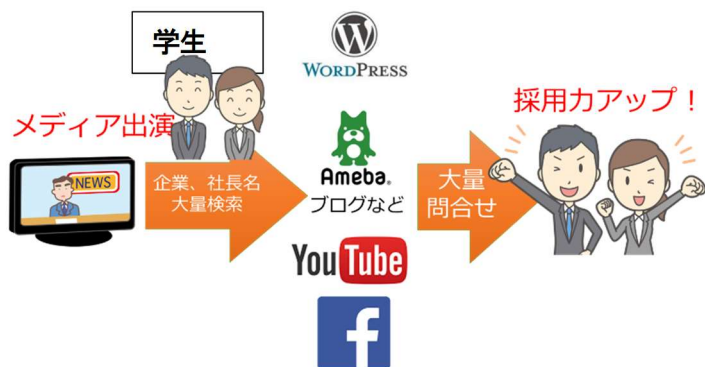 学生
メディア出演
NEWS
企業、社長名
大量検索
WORDPRESS
Ameba.
ブログなど
YouTube
f
大量
問合せ
採用力アップ！